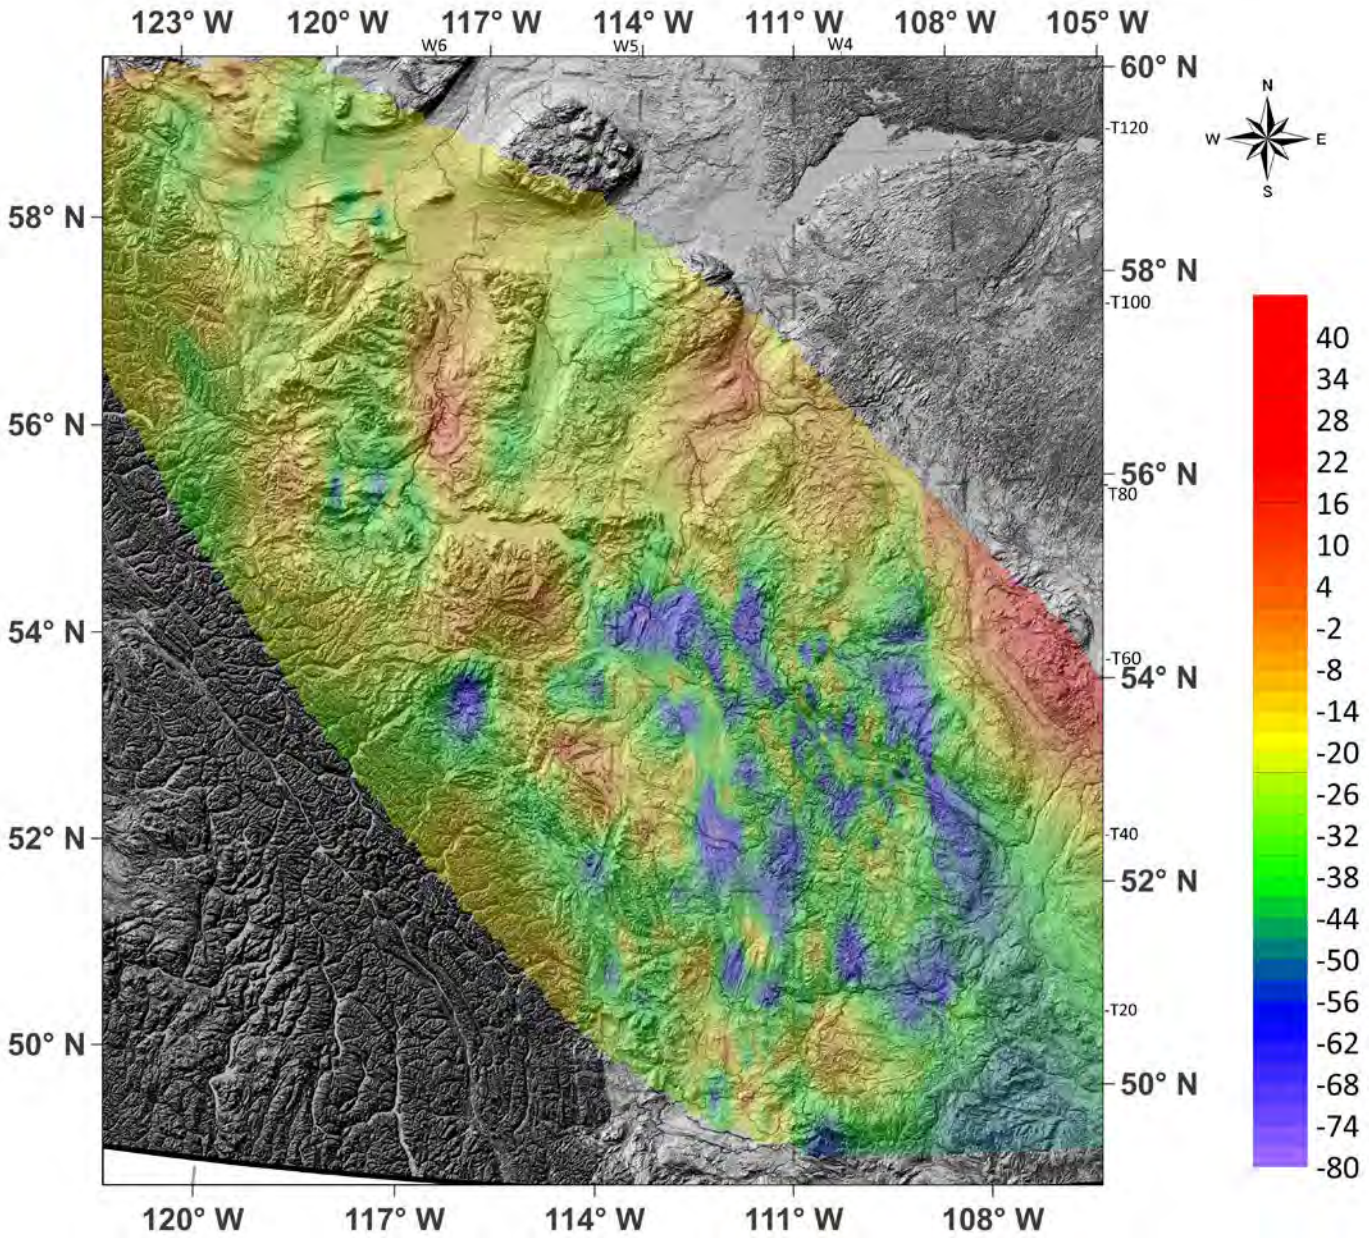 123° W 120° W 117° W 114° W 111° W 108° W 105° W
W6 W5 W4
60° N
N
W E
S
-T120
58° N
58° N
-T100
40
34
28
56° N
22
56° N
T80
16
10
4
54° N
-2
-T60
54° N
-8
-14
-20
-26
52° N
-T40
-32
52° N
-38
-44
-50
-T20
-56
50° N
-62
50° N
-68
-74
-80
120° W 117° W 114° W 111° W 108° W